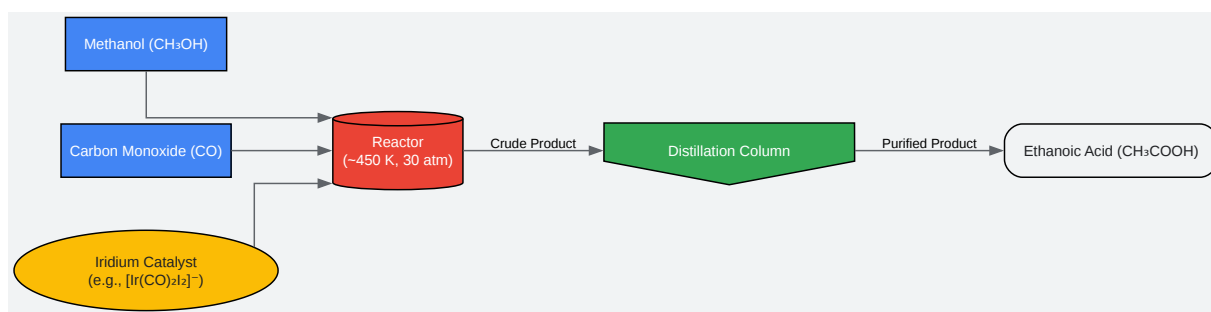 Methanol (CH₃OH)
Carbon Monoxide (CO)
Iridium Catalyst
(e.g., [Ir(CO)₂I₂]⁻)
Reactor
(~450 K, 30 atm)
Crude Product
Distillation Column
Purified Product
Ethanoic Acid (CH₃COOH)